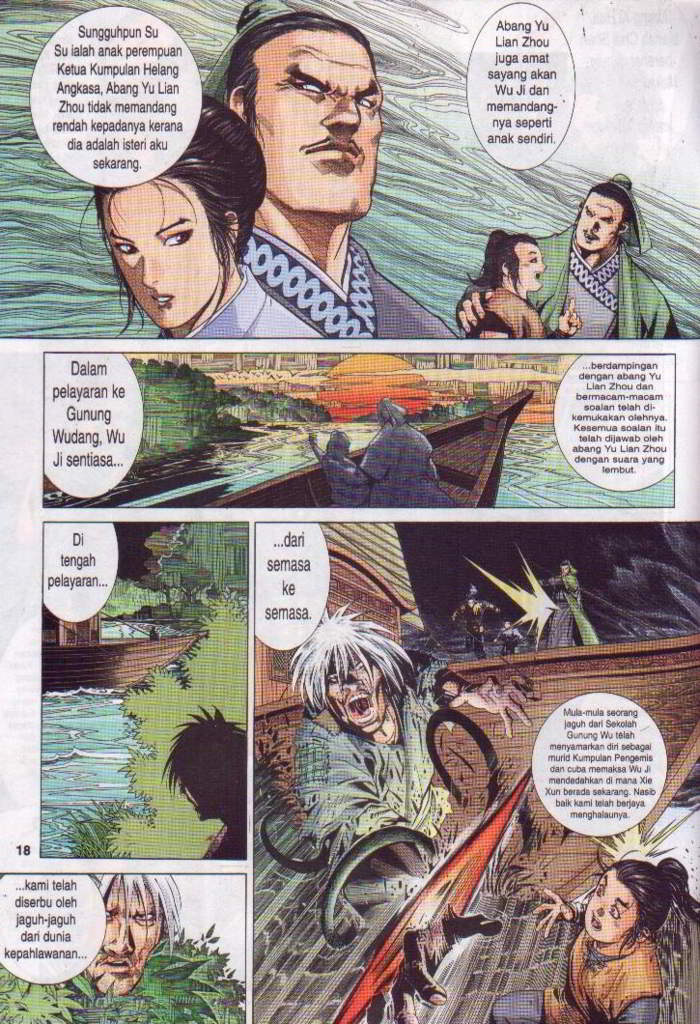 Sungguhpun Su
Su ialah anak perempuan
Ketua Kumpulan Helang
Angkasa, Abang Yu Lian
Zhou tidak memandang
rendah kepadanya kerana
dia adalah isteri aku
sekarang.
Abang Yu
Lian Zhou
juga amat
sayang akan
Wu Ji dan
memandang-
nya seperti
anak sendiri.
Dalam
pelayaran ke
Gunung
Wudang, Wu
Ji sentiasa...
...berdampingan
dengan abang Yu
Lian Zhou dan
bermacam-macam
soalan telah di-
kemukakan olehnya.
Kesemua soalan itu
telah dijawab oleh
abang Yu Lian Zhou
dengan suara yang
lembut.
Di
tengah
pelayaran...
...kami telah
diserbu oleh
jaguh-jaguh
dari dunia
kepahlawanan...
...dari
semasa
ke
semasa.
Mula-mula seorang
jaguh dari Sekolah
Gunung Wu telah
menyamarkan diri sebagai
murid Kumpulan Pengemis
dan cuba memaksa Wu Ji
mendedahkan di mana Xie
Xun berada sekarang. Nasib
baik kami telah berjaya
menghalaunya.
18